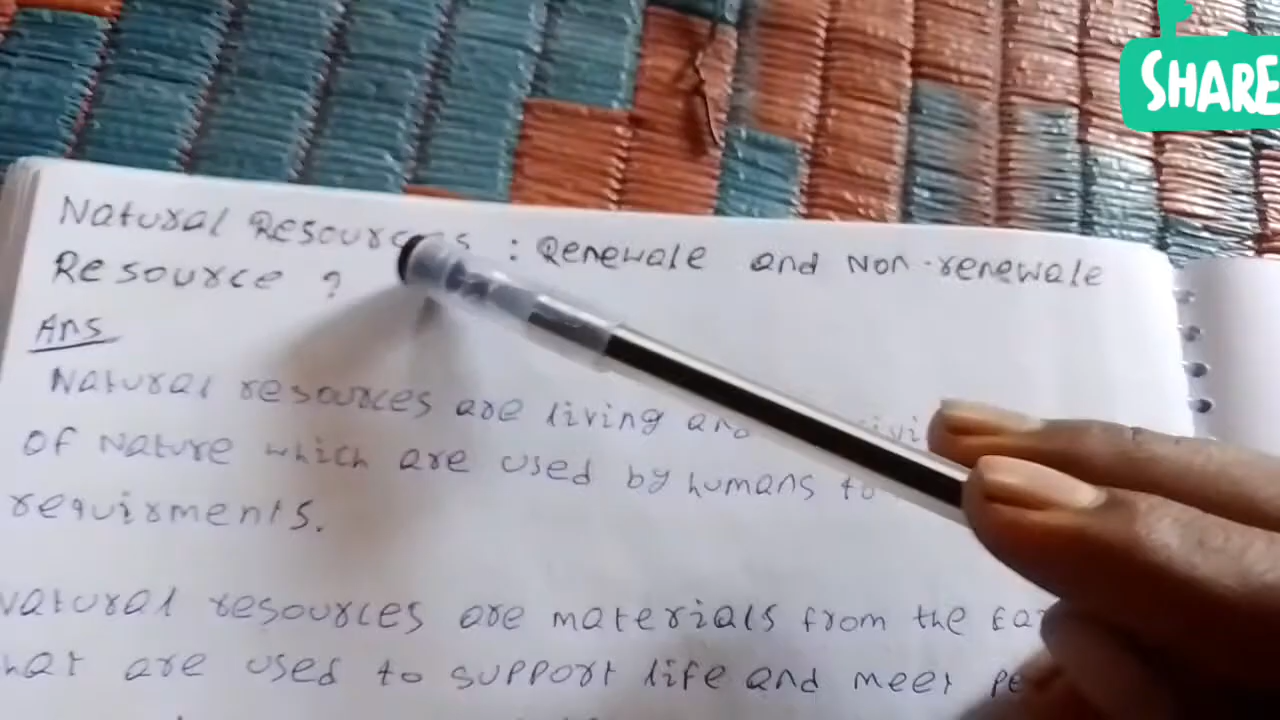 SHARE
Natural Resources : Renewale and Non-renewale
Resource ?
Ans
Natural resources are living and
of Nature which are used by humans to
requirments.
Natural resources are materials from the
are used to support life and meet